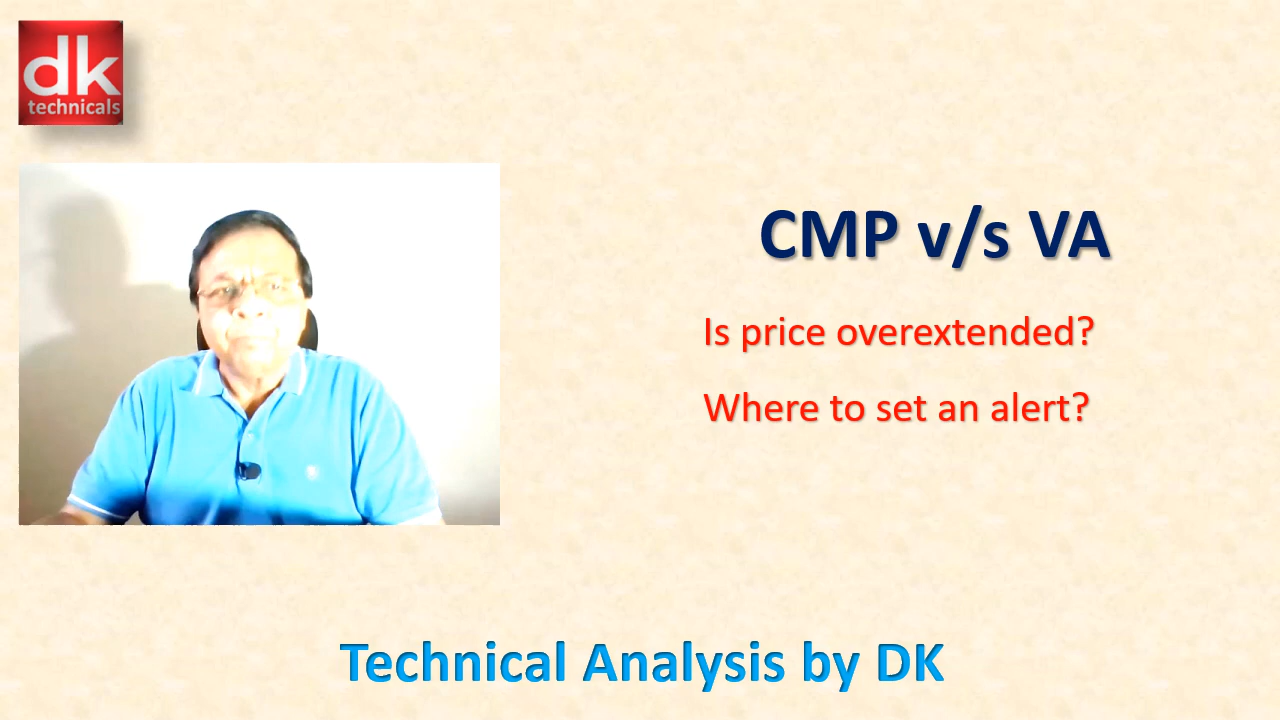 dk
technicals
CMP v/s VA
Is price overextended?
Where to set an alert?
Technical Analysis by DK